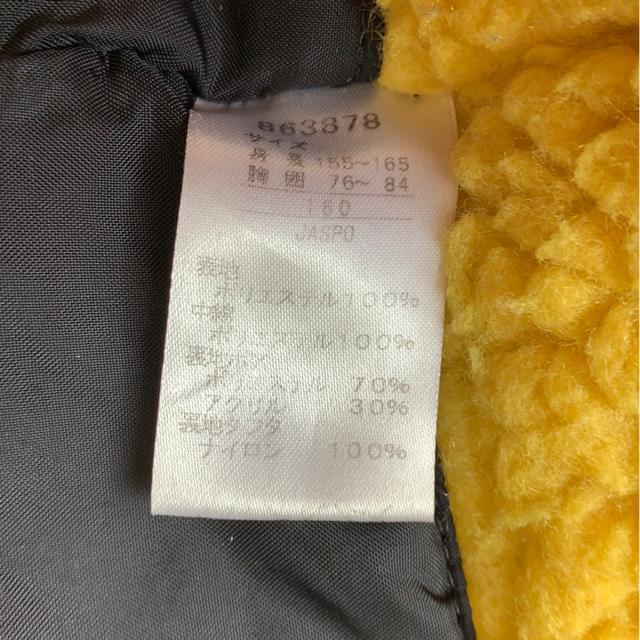 863878
サイズ
身長 155~165
胸囲 76~ 84
160
JASPO
表地
ポリエステル100%
中綿
ポリエステル100%
裏地ボア
ポリエステル 70%
アクリル 30%
裏地タフタ
ナイロン 100%